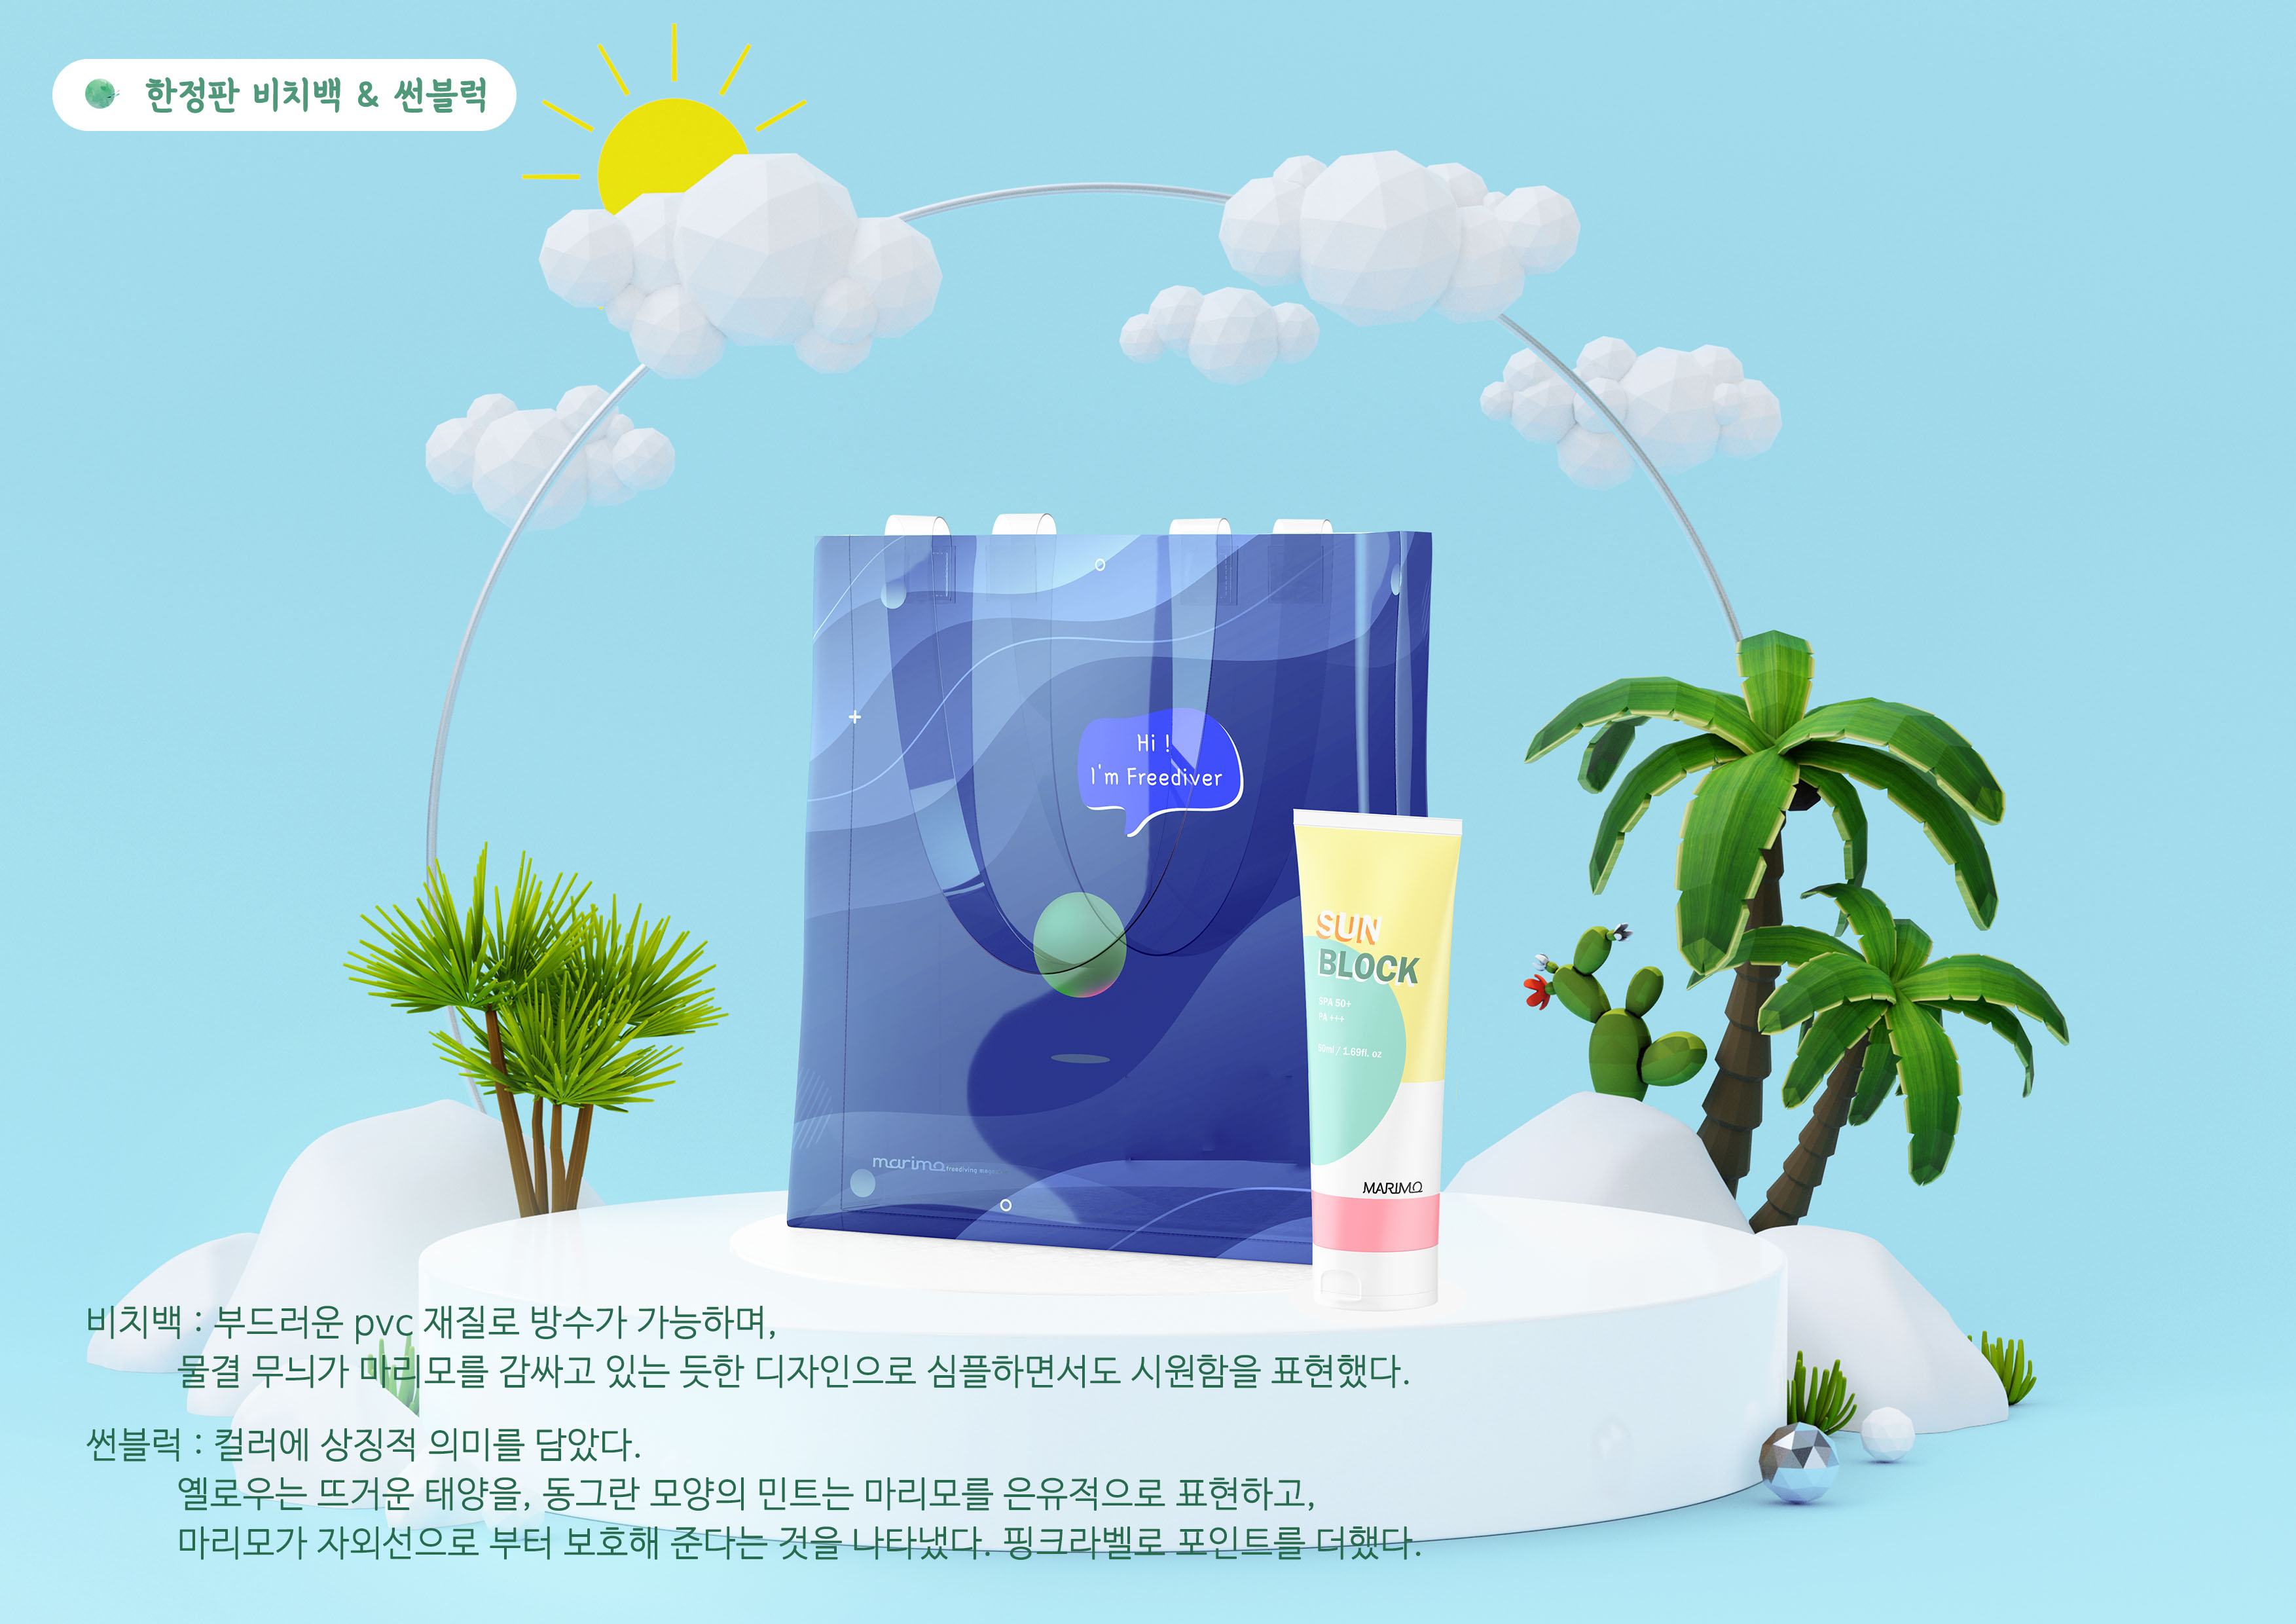 한정판 비치백 & 썬블럭
Hi !
I'm Freediver
SUN
BLOCK
SPA 50+
PA +++
50ml / 1.69fl. oz
marimo freediving
MARIMO
비치백 : 부드러운 pvc 재질로 방수가 가능하며,
물결 무늬가 마리모를 감싸고 있는 듯한 디자인으로 심플하면서도 시원함을 표현했다.
썬블럭 : 컬러에 상징적 의미를 담았다.
옐로우는 뜨거운 태양을, 동그란 모양의 민트는 마리모를 은유적으로 표현하고,
마리모가 자외선으로 부터 보호해 준다는 것을 나타냈다. 핑크라벨로 포인트를 더했다.